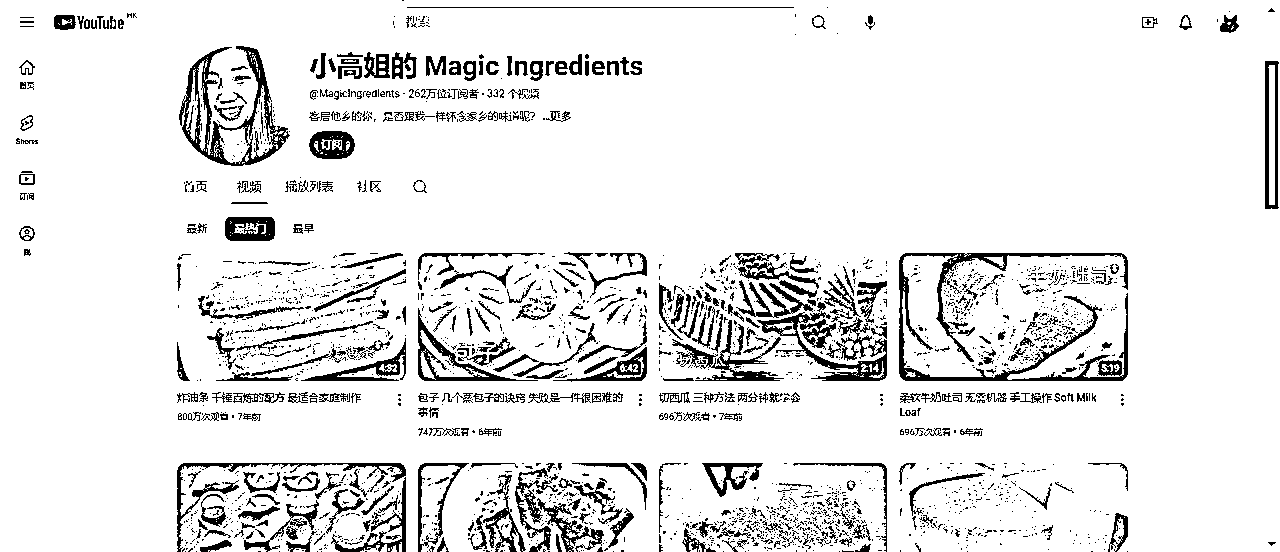 YouTube HK
搜索
首页
Shorts
订阅
我
小高姐的 Magic Ingredients
@MagicIngredients · 262万位订阅者 · 332 个视频
客居他乡的你，是否跟我一样怀念家乡的味道呢？ ...更多
订阅
首页 视频 播放列表 社区
最新 最热门 最早
包子
牛奶吐司
4:32
6:42
2:14
5:19
炸油条 千锤百炼的配方 最适合家庭制作
800万次观看 • 7年前
包子 几个蒸包子的诀窍 失败是一件很困难的
事情
747万次观看 • 6年前
切西瓜 三种方法 两分钟就学会
696万次观看 • 7年前
柔软牛奶吐司 无需机器 手工操作 Soft Milk
Loaf
696万次观看 • 6年前